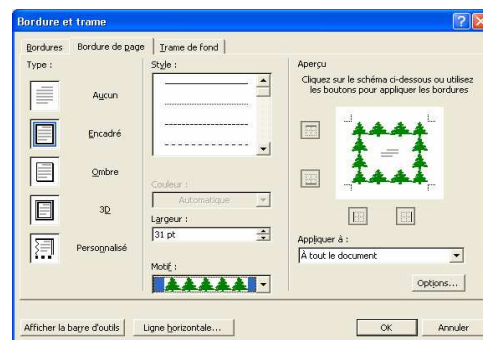 Bordure et trame
Bordures
Bordure de page
Trame de fond
Type :
Aucun
Encadré
Ombre
3D
Personnalisé
Style :
Couleur :
Automatique
Largeur :
31 pt
Motif :
Aperçu
Cliquez sur le schéma ci-dessous ou utilisez
les boutons pour appliquer les bordures
Appliquer à :
À tout le document
Options...
Afficher la barre d'outils
Ligne horizontale...
OK
Annuler